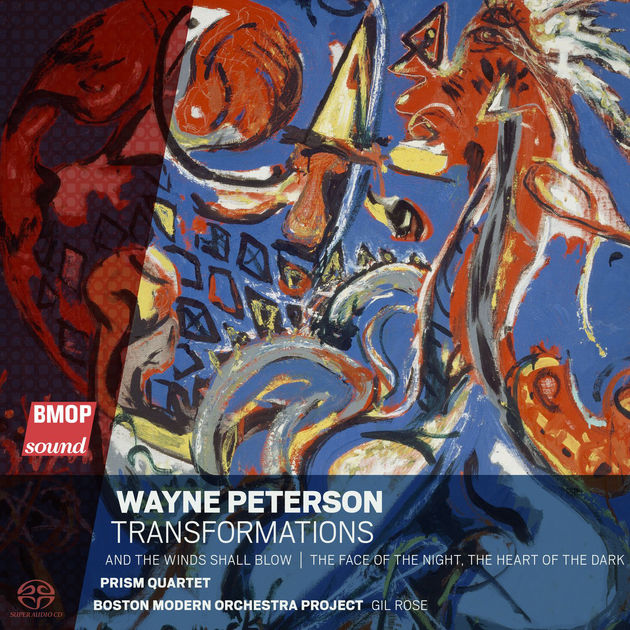 BMOP
sound
WAYNE PETERSON
TRANSFORMATIONS
AND THE WINDS SHALL BLOW | THE FACE OF THE NIGHT, THE HEART OF THE DARK
PRISM QUARTET
BOSTON MODERN ORCHESTRA PROJECT GIL ROSE
SUPER AUDIO CD